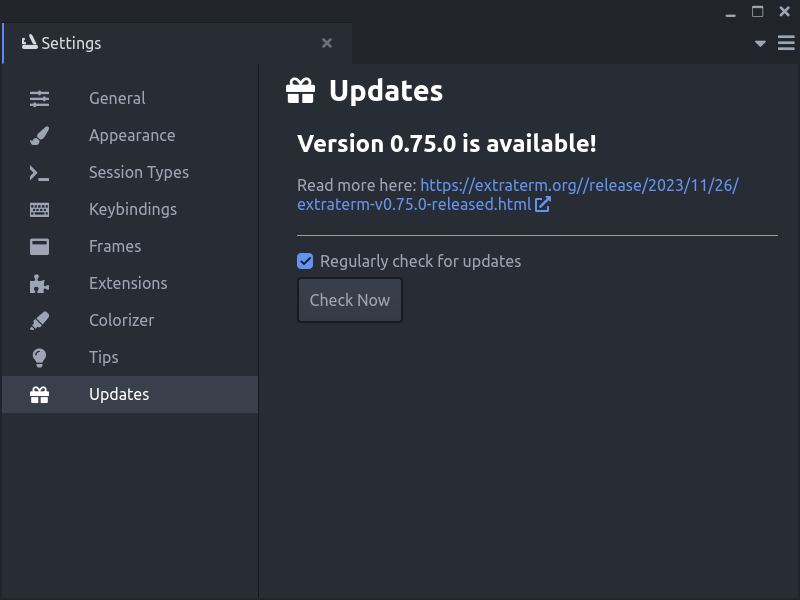 Settings
General
Appearance
Session Types
Keybindings
Frames
Extensions
Colorizer
Tips
Updates
Updates
Version 0.75.0 is available!
Read more here: https://extraterm.org//release/2023/11/26/
extraterm-v0.75.0-released.html
Regularly check for updates
Check Now